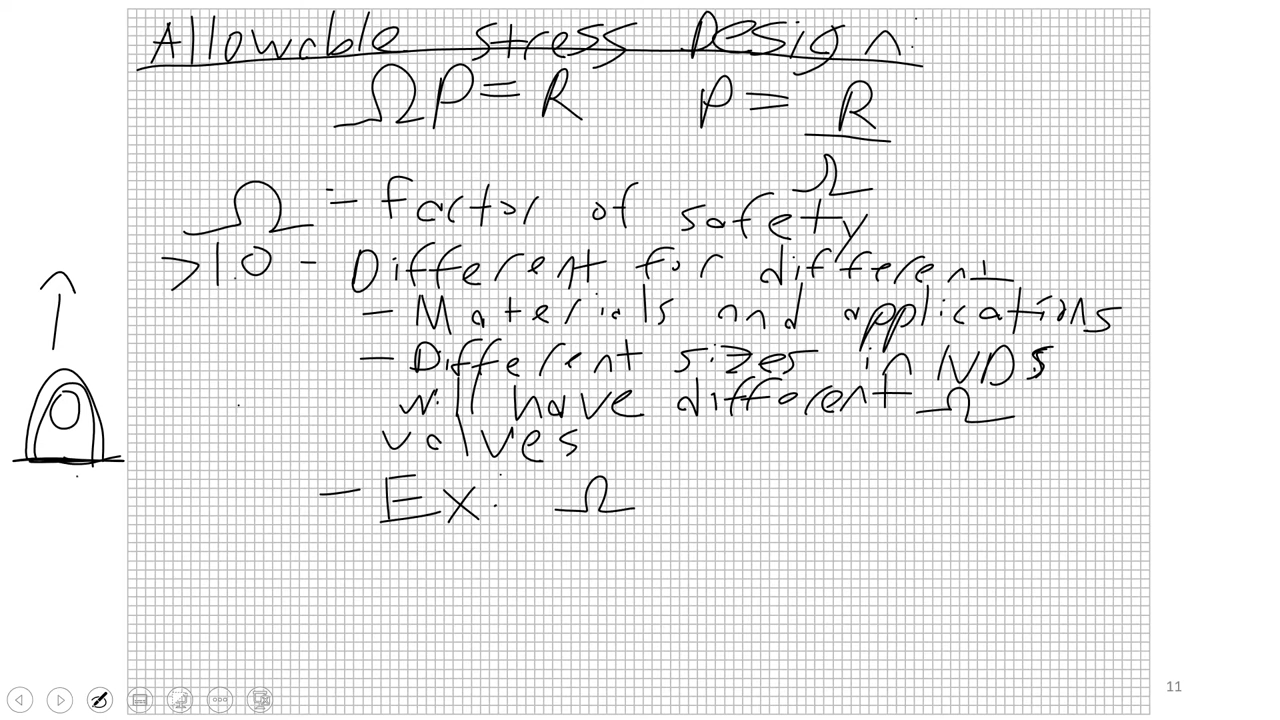 Allowable Stress Design:
ΩP = R P = R
Ω
Ω - factor of safety
>1.0 - Different for different
- Materials and applications
- Different sizes in NDS
will have different Ω
values
- Ex: Ω
11